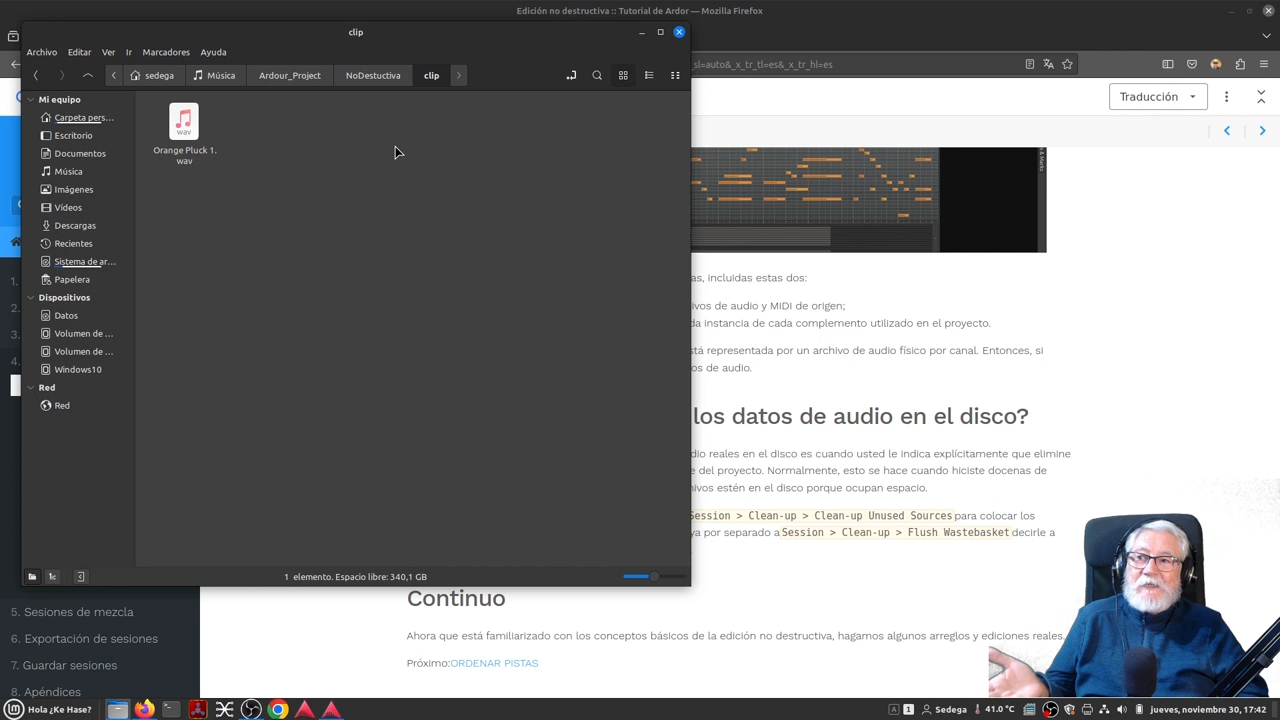 Edición no destructiva :: Tutorial de Ardor — Mozilla Firefox
clip
Archivo Editar Ver Ir Marcadores Ayuda
sedega Música Ardour_Project NoDestuctiva clip
_sl=auto&_x_tr_tl=es&_x_tr_hl=es
Traducción
Mi equipo
Carpeta pers...
Escritorio
Documentos
Música
Imágenes
Vídeos
Descargas
Recientes
Sistema de ar...
Papelera
Dispositivos
Datos
Volumen de ...
Volumen de ...
Windows10
Red
Red
wav
Orange Pluck 1.
wav
1 elemento. Espacio libre: 340,1 GB
1.
2.
3.
4.
as, incluidas estas dos:
ivos de audio y MIDI de origen;
da instancia de cada complemento utilizado en el proyecto.
stá representada por un archivo de audio físico por canal. Entonces, si
os de audio.
los datos de audio en el disco?
dio reales en el disco es cuando usted le indica explícitamente que elimine
e del proyecto. Normalmente, esto se hace cuando hiciste docenas de
hivos estén en el disco porque ocupan espacio.
Session > Clean-up > Clean-up Unused Sources para colocar los
ya por separado a Session > Clean-up > Flush Wastebasket decirle a
5. Sesiones de mezcla
6. Exportación de sesiones
7. Guardar sesiones
8. Apéndices
Continuo
Ahora que está familiarizado con los conceptos básicos de la edición no destructiva, hagamos algunos arreglos y ediciones reales.
Próximo:ORDENAR PISTAS
Hola ¿Ke Hase?
A 1 Sedega 41.0°C jueves, noviembre 30, 17:42